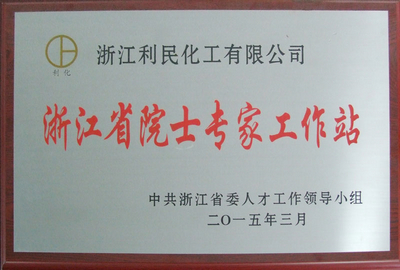 浙江利民化工有限公司
利化
浙江省院士专家工作站
中共浙江省委人才工作领导小组
二〇一五年三月